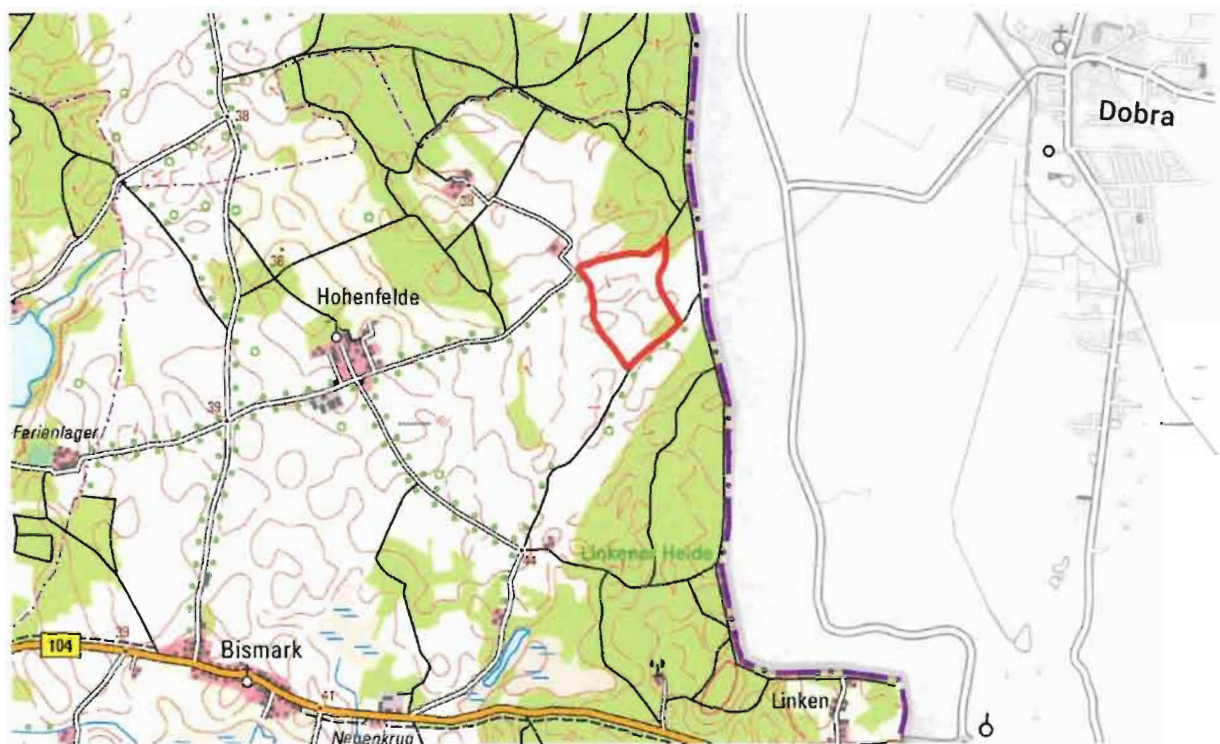 Dobra
38
38
36
Hohenfelde
39
Ferienlager
44
Linkener Heide
39
104
Bismark
41
Neuenkrug
Linken